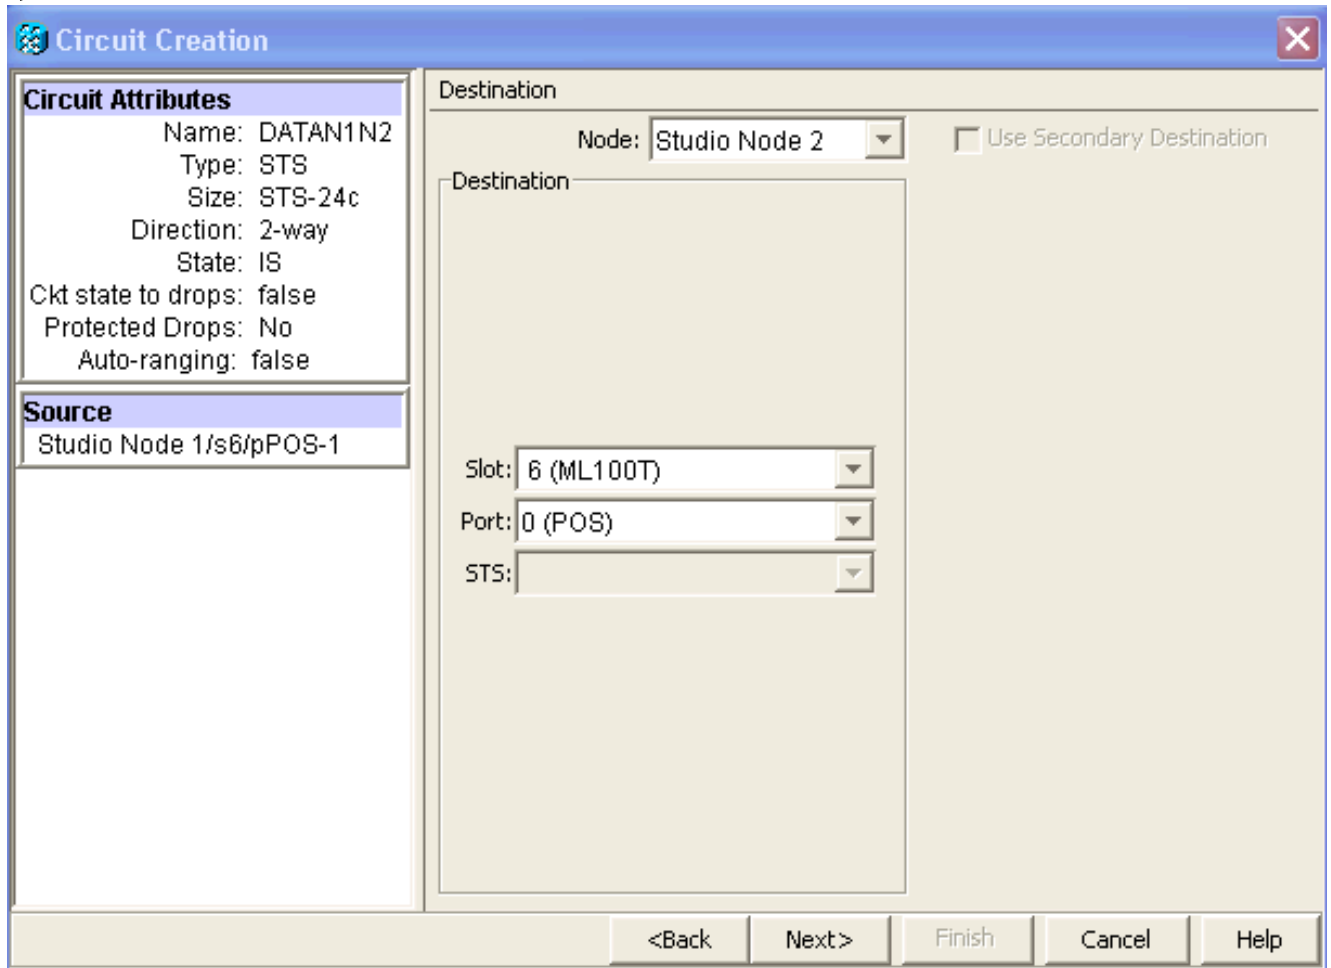 Circuit Creation
Circuit Attributes
Name: DATAN1N2
Type: STS
Size: STS-24c
Direction: 2-way
State: IS
Ckt state to drops: false
Protected Drops: No
Auto-ranging: false
Source
Studio Node 1/s6/pPOS-1
Destination
Node: Studio Node 2
Use Secondary Destination
Destination
Slot: 6 (ML100T)
Port: 0 (POS)
STS:
<Back
Next>
Finish
Cancel
Help